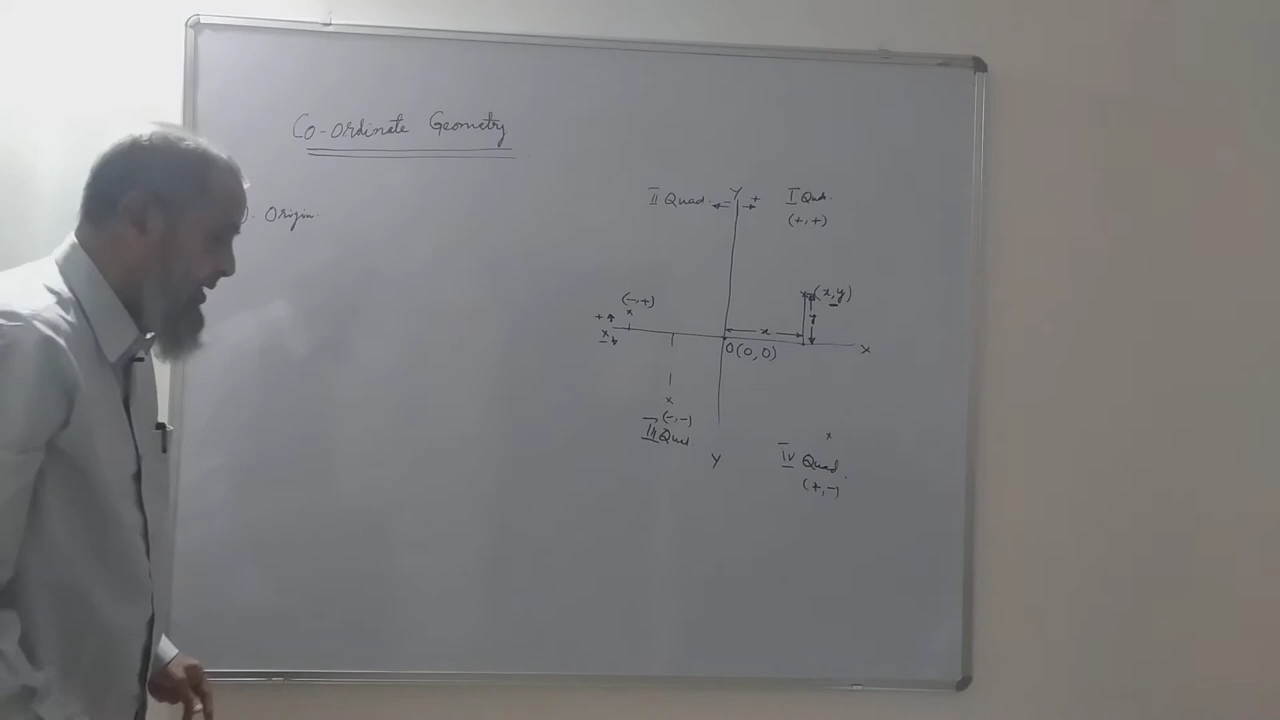 Co-ordinate Geometry
). Origin.
Y
II Quad. - +
I Quad.
(+,+)
(-,+)
x
(x,y)
y
+
x
-
x
O(0,0)
X
x
(-,-)
III Quad.
x
IV Quad.
(+,-)
Y